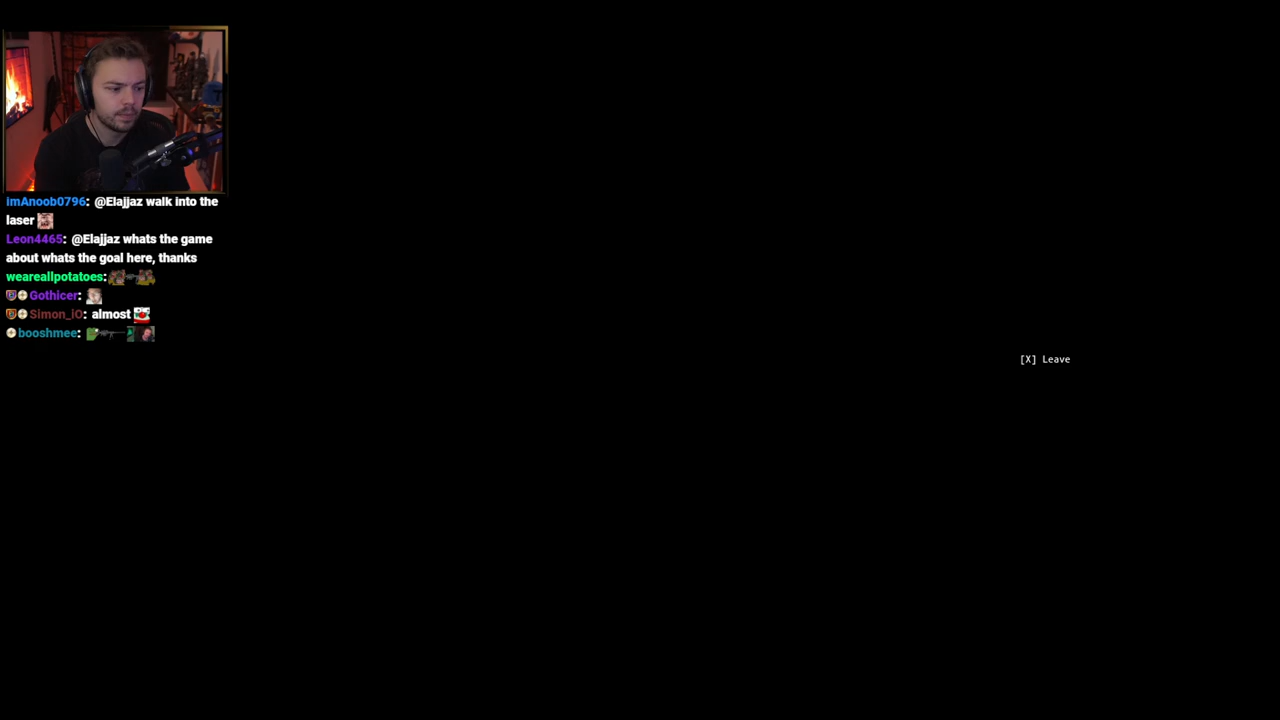 imAnoob0796: @Elajjaz walk into the
laser
Leon4465: @Elajjaz whats the game
about whats the goal here, thanks
weareallpotatoes:
Gothicer:
Simon_iO: almost
booshmee:
[X] Leave